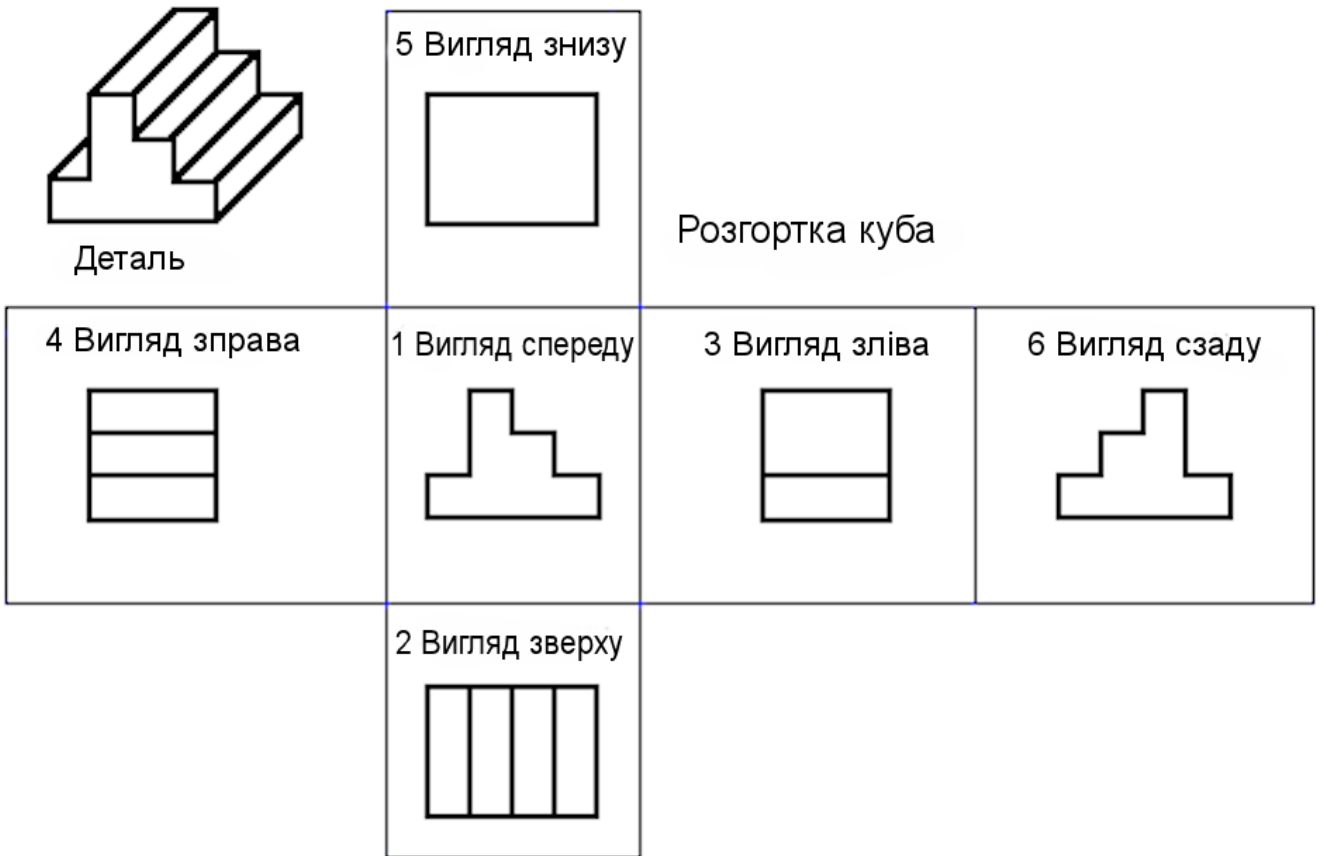 5 Вигляд знизу
Деталь
Розгортка куба
4 Вигляд зправа
1 Вигляд спереду
3 Вигляд зліва
6 Вигляд сзаду
2 Вигляд зверху